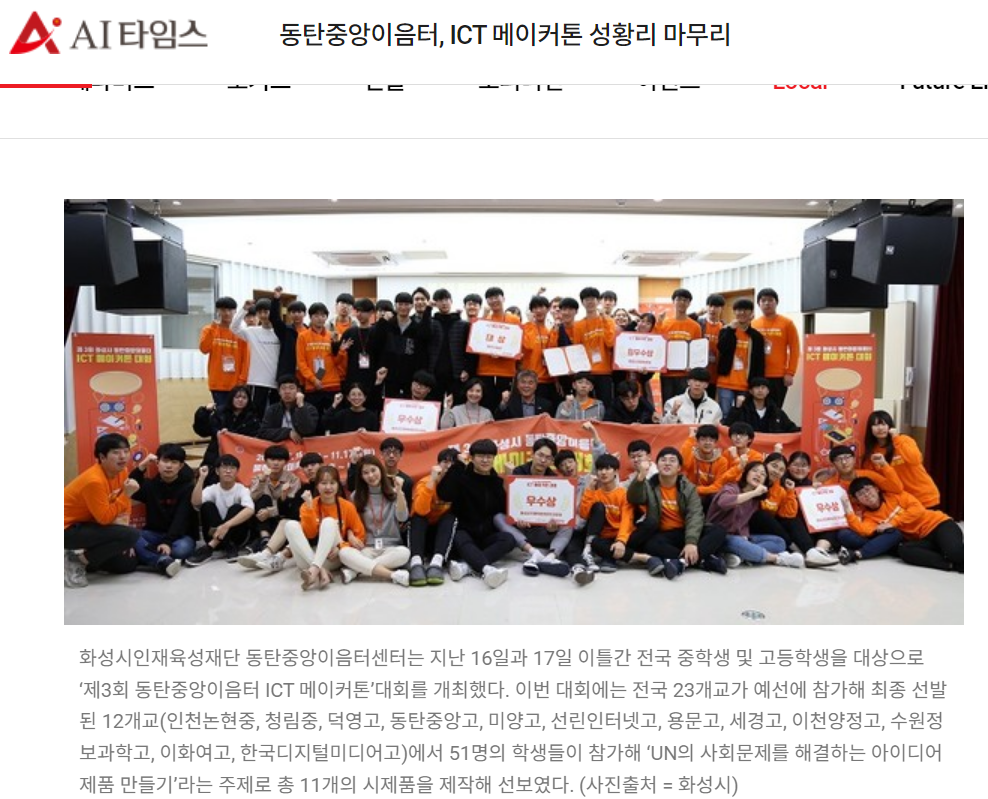 AI타임스
동탄중앙이음터, ICT 메이커톤 성황리 마무리
Local
ICT 메이커톤 대회
대 상
최우수상
ICT 메이커톤 대회
우수상
우수상
우수상
화성시인재육성재단 동탄중앙이음터센터는 지난 16일과 17일 이틀간 전국 중학생 및 고등학생을 대상으로
‘제3회 동탄중앙이음터 ICT 메이커톤’대회를 개최했다. 이번 대회에는 전국 23개교가 예선에 참가해 최종 선발
된 12개교(인천논현중, 청림중, 덕영고, 동탄중앙고, 미양고, 선린인터넷고, 용문고, 세경고, 이천양정고, 수원정
보과학고, 이화여고, 한국디지털미디어고)에서 51명의 학생들이 참가해 ‘UN의 사회문제를 해결하는 아이디어
제품 만들기’라는 주제로 총 11개의 시제품을 제작해 선보였다. (사진출처 = 화성시)